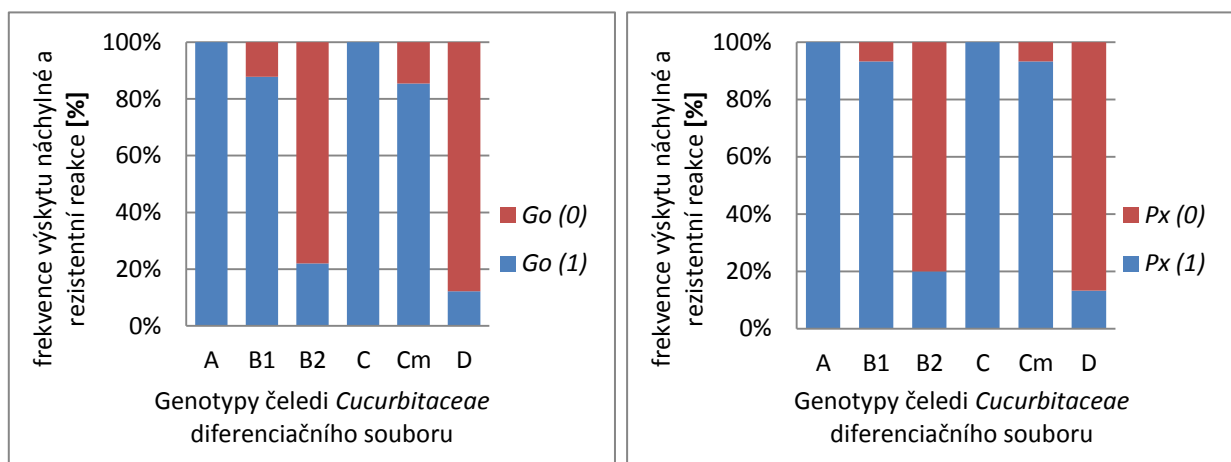 frekvence výskytu náchylné a
rezistentní reakce [%]
100%
80%
60%
40%
20%
0%
A B1 B2 C Cm D
Genotypy čeledi Cucurbitaceae
diferenciačního souboru
Go (0)
Go (1)
frekvence výskytu náchylné a
rezistentní reakce [%]
100%
80%
60%
40%
20%
0%
A B1 B2 C Cm D
Genotypy čeledi Cucurbitaceae
diferenciačního souboru
Px (0)
Px (1)